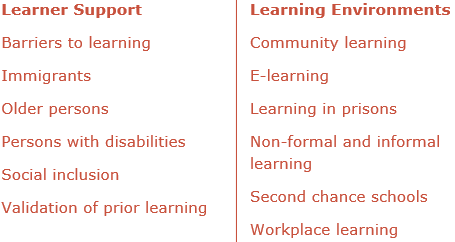 Learner Support
Barriers to learning
Immigrants
Older persons
Persons with disabilities
Social inclusion
Validation of prior learning
Learning Environments
Community learning
E-learning
Learning in prisons
Non-formal and informal
learning
Second chance schools
Workplace learning